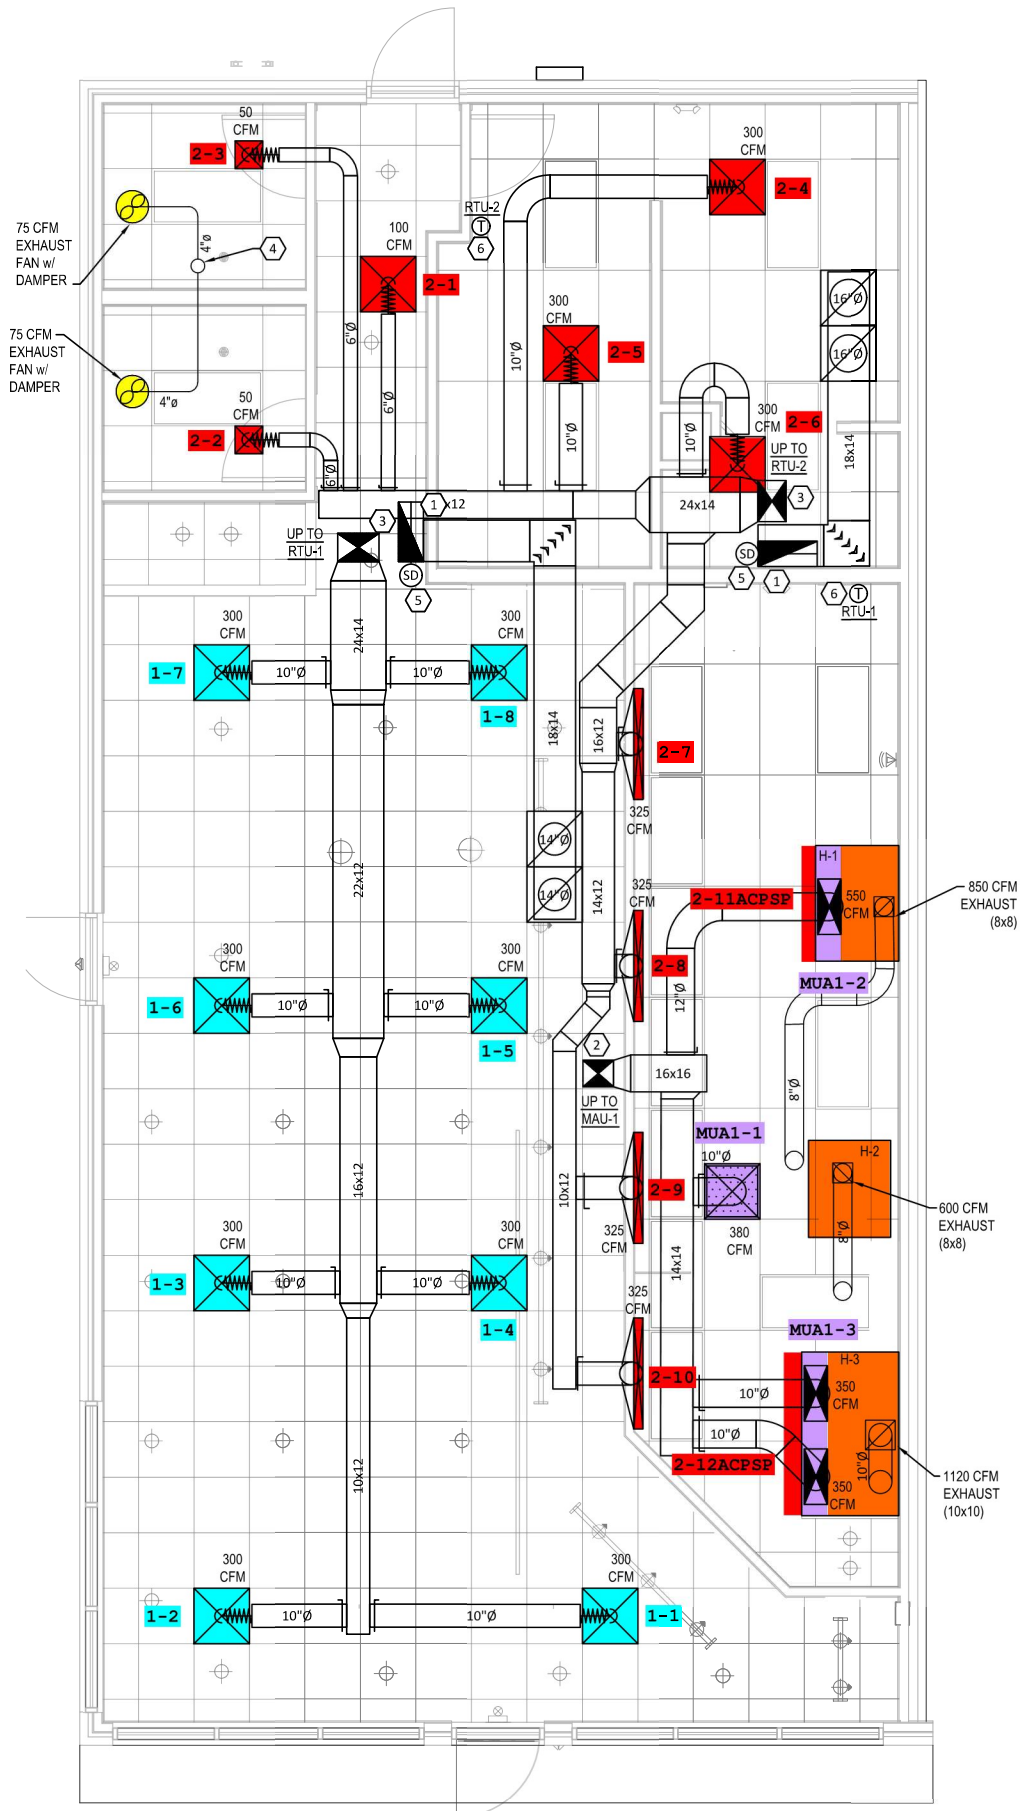 50
CFM
2-3
300
CFM
2-4
RTU-2
T
6
75 CFM
EXHAUST
FAN w/
DAMPER
4"ø
4
100
CFM
2-1
16"Ø
16"Ø
300
CFM
2-5
6"Ø
10"Ø
75 CFM
EXHAUST
FAN w/
DAMPER
4"ø
50
CFM
2-2
6"Ø
6"Ø
10"Ø
10"Ø
300
CFM
2-6
UP TO
RTU-2
18x14
1
x12
24x14
3
3
UP TO
RTU-1
SD
5
SD
5
1
6
T
RTU-1
24x14
300
CFM
1-7
10"Ø
10"Ø
300
CFM
1-8
18x14
16x12
2-7
325
CFM
14"Ø
14"Ø
22x12
14x12
325
CFM
2-8
2-11ACPSP
H-1
550
CFM
850 CFM
EXHAUST
(8x8)
MUA1-2
12"Ø
8"Ø
300
CFM
1-6
10"Ø
10"Ø
300
CFM
1-5
2
UP TO
MAU-1
16x16
MUA1-1
10"Ø
380
CFM
H-2
8"Ø
600 CFM
EXHAUST
(8x8)
16x12
10x12
2-9
325
CFM
14x14
300
CFM
1-3
10"Ø
10"Ø
300
CFM
1-4
325
CFM
2-10
MUA1-3
H-3
350
CFM
10"Ø
10"Ø
10"Ø
2-12ACPSP
350
CFM
1120 CFM
EXHAUST
(10x10)
10x12
300
CFM
1-2
10"Ø
10"Ø
300
CFM
1-1